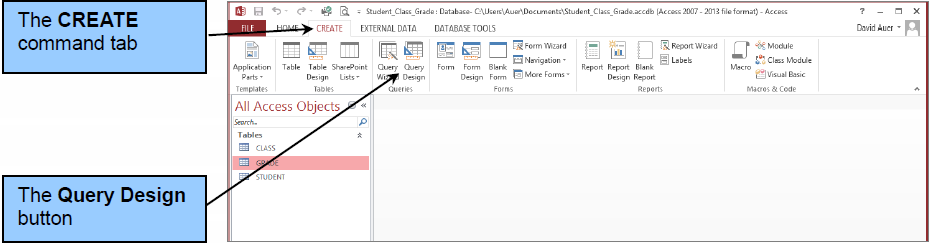 The CREATE
command tab
Student_Class_Grade : Database- C:\Users\Auer\Documents\Student_Class_Grade.accdb (Access 2007 - 2013 file format) - Access
FILE HOME CREATE EXTERNAL DATA DATABASE TOOLS David Auer
Application
Parts
Templates
Table
Table
Design
SharePoint
Lists
Tables
Query
Wizard
Query
Design
Queries
Form
Form
Design
Blank
Form
Form Wizard
Navigation
More Forms
Forms
Report
Report
Design
Blank
Report
Report Wizard
Labels
Reports
Macro
Module
Class Module
Visual Basic
Macros & Code
All Access Objects
Search...
Tables
CLASS
GRADE
STUDENT
The Query Design
button